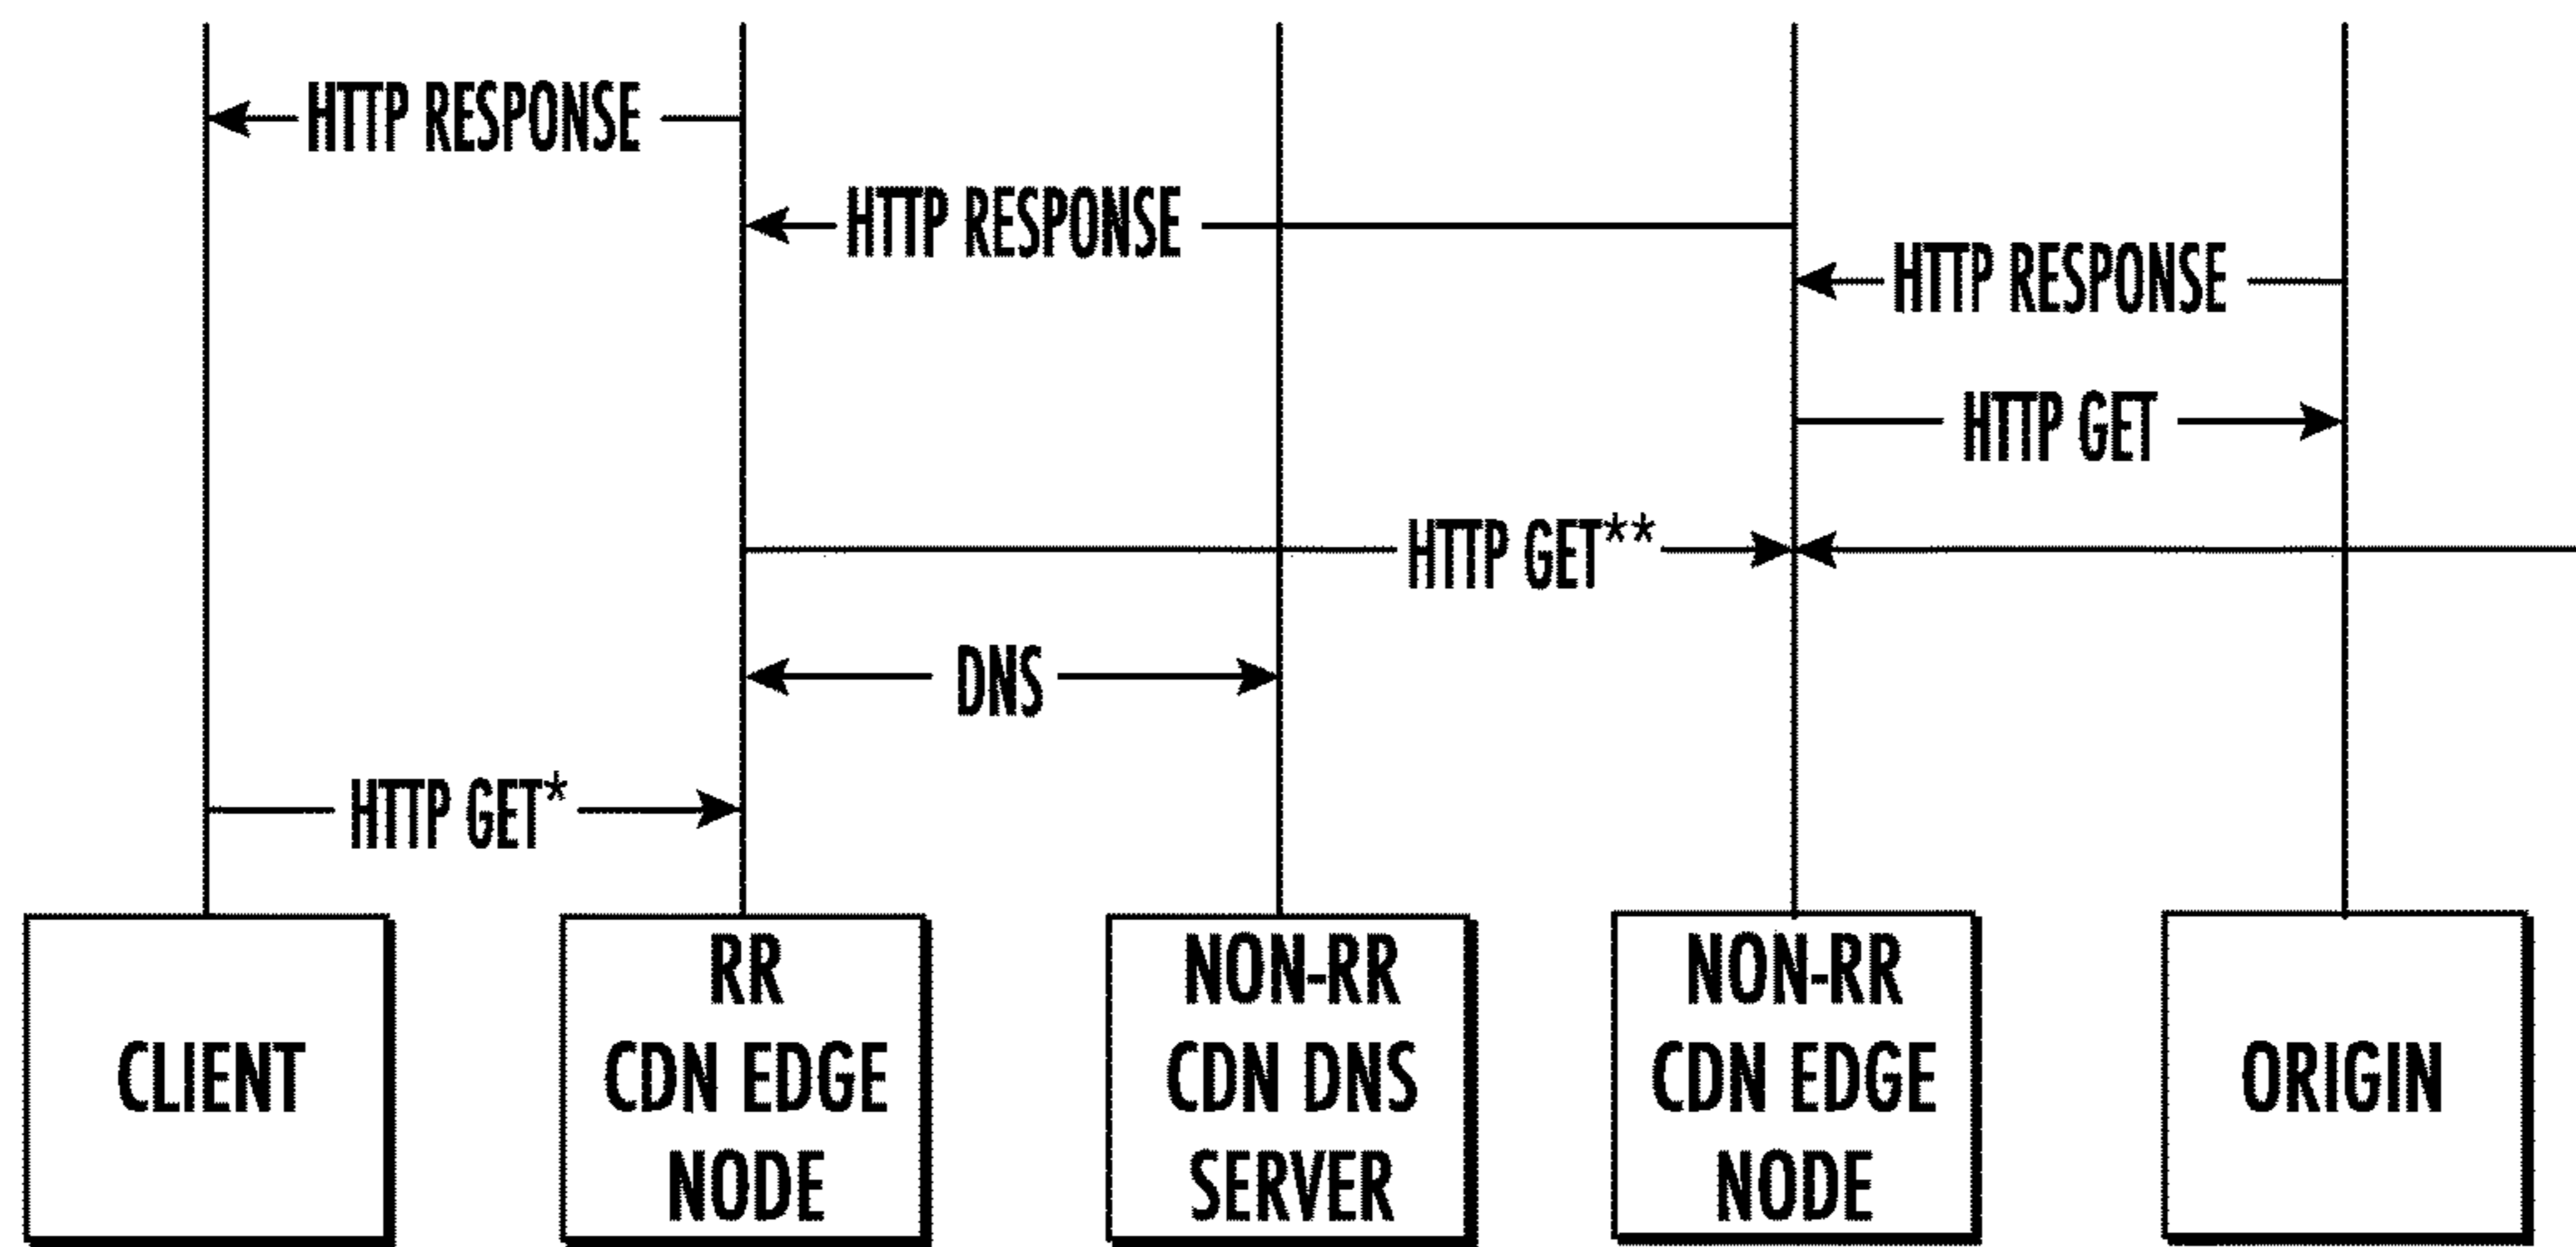 HTTP RESPONSE
HTTP RESPONSE
HTTP RESPONSE
HTTP GET
HTTP GET**
DNS
HTTP GET*
CLIENT
RR
CDN EDGE
NODE
NON-RR
CDN DNS
SERVER
NON-RR
CDN EDGE
NODE
ORIGIN